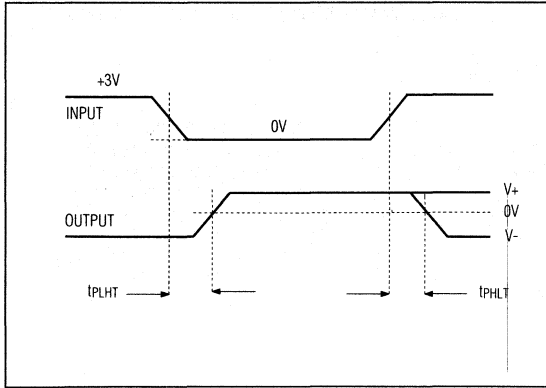 +3V
INPUT
0V
V+
0V
OUTPUT
V-
tPLHT
tPHLT